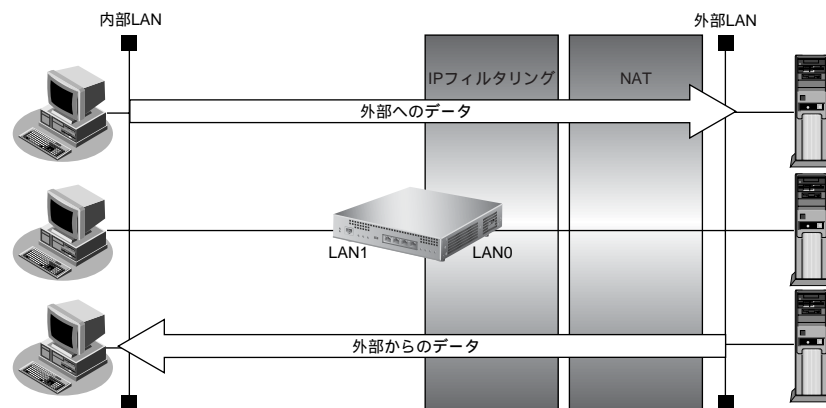 内部LAN
外部LAN
IPフィルタリング
NAT
外部へのデータ
LAN1
LAN0
外部からのデータ